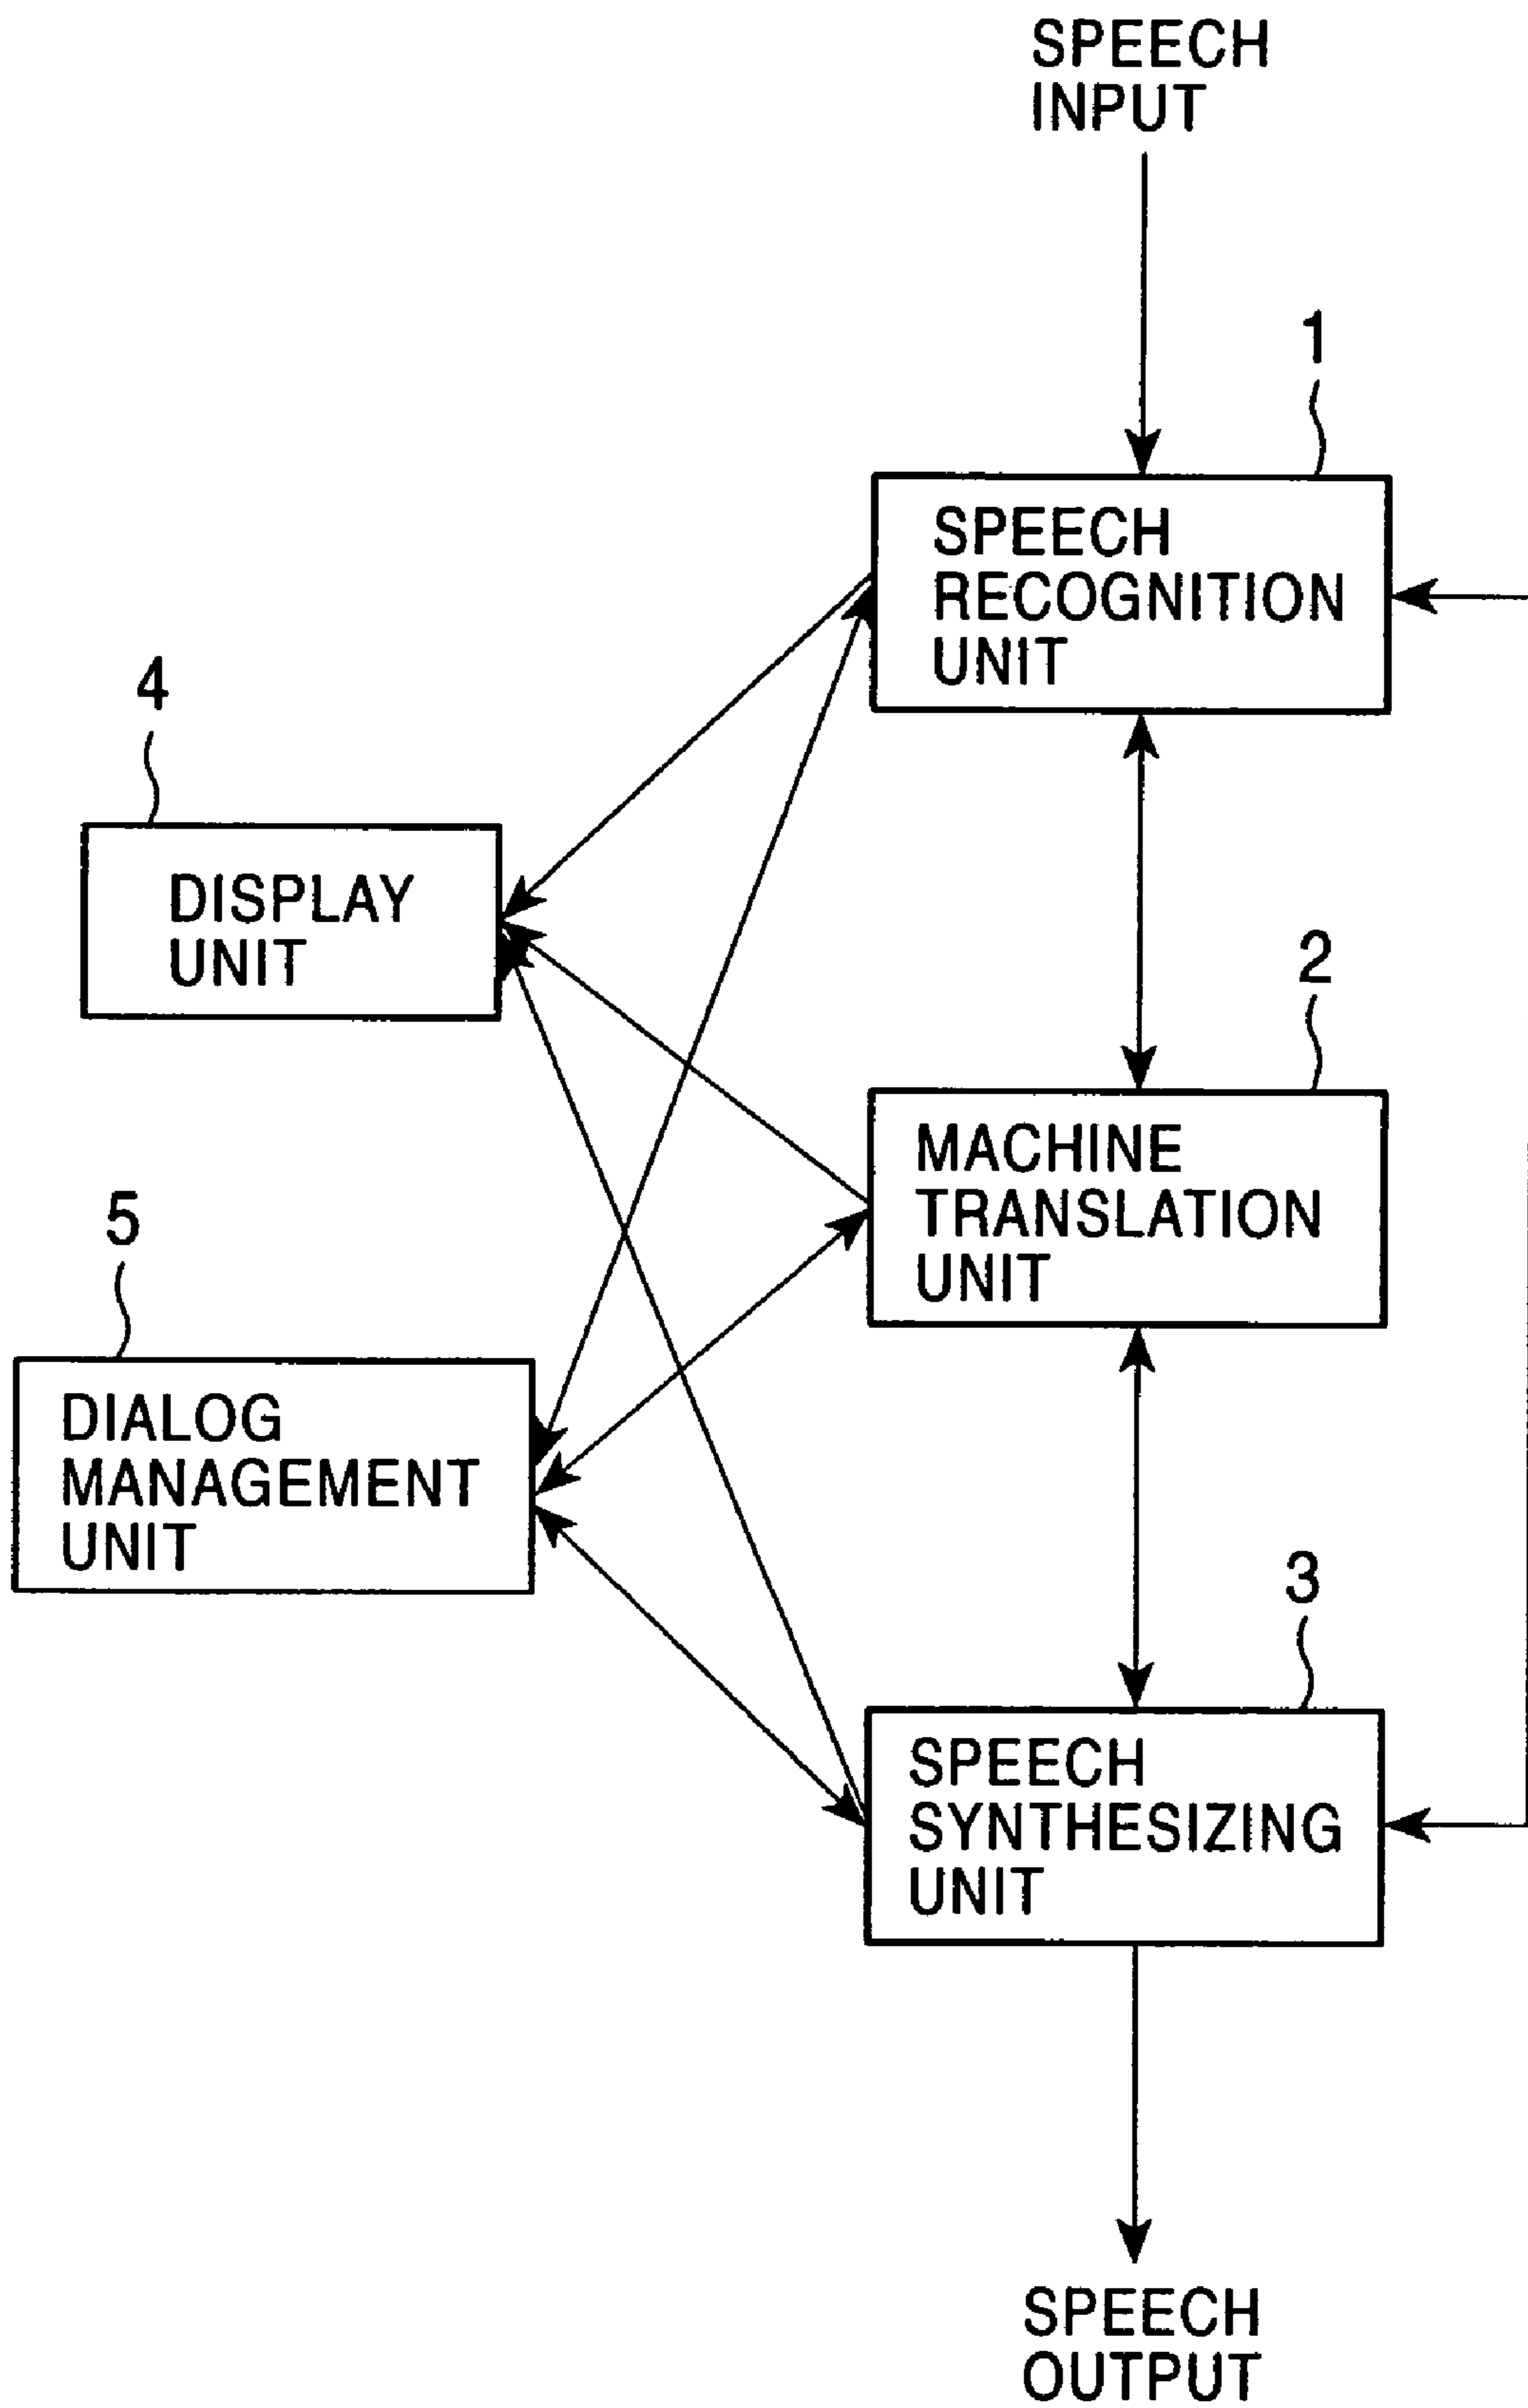 SPEECH
INPUT
1
SPEECH
RECOGNITION
UNIT
4
DISPLAY
UNIT
2
MACHINE
TRANSLATION
UNIT
5
DIALOG
MANAGEMENT
UNIT
3
SPEECH
SYNTHESIZING
UNIT
SPEECH
OUTPUT